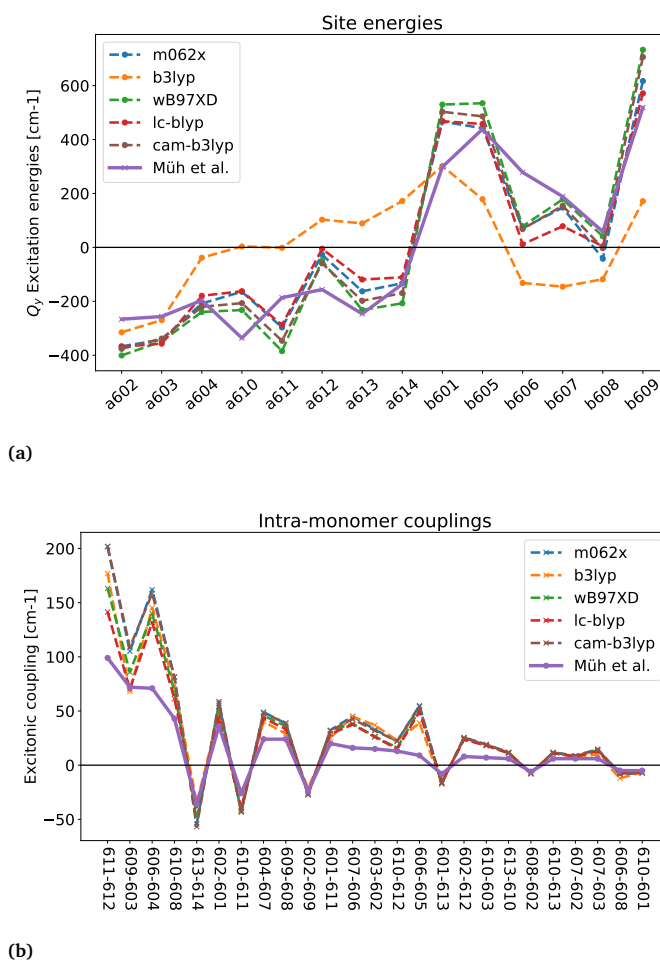 Site energies
m062x
b3lyp
wB97XD
lc-blyp
cam-b3lyp
Müh et al.
Qy Excitation energies [cm-1]
600
400
200
0
−200
−400
a602 a603 a604 a610 a611 a612 a613 a614 b601 b605 b606 b607 b608 b609
(a)
Intra-monomer couplings
m062x
b3lyp
wB97XD
lc-blyp
cam-b3lyp
Müh et al.
Excitonic coupling [cm-1]
200
150
100
50
0
−50
611-612 609-603 606-604 610-608 613-614 602-601 610-611 604-607 609-608 602-609 611-601 607-606 603-602 610-612 606-605 601-613 602-612 610-603 613-610 608-602 610-613 607-602 607-603 606-608 610-601
(b)